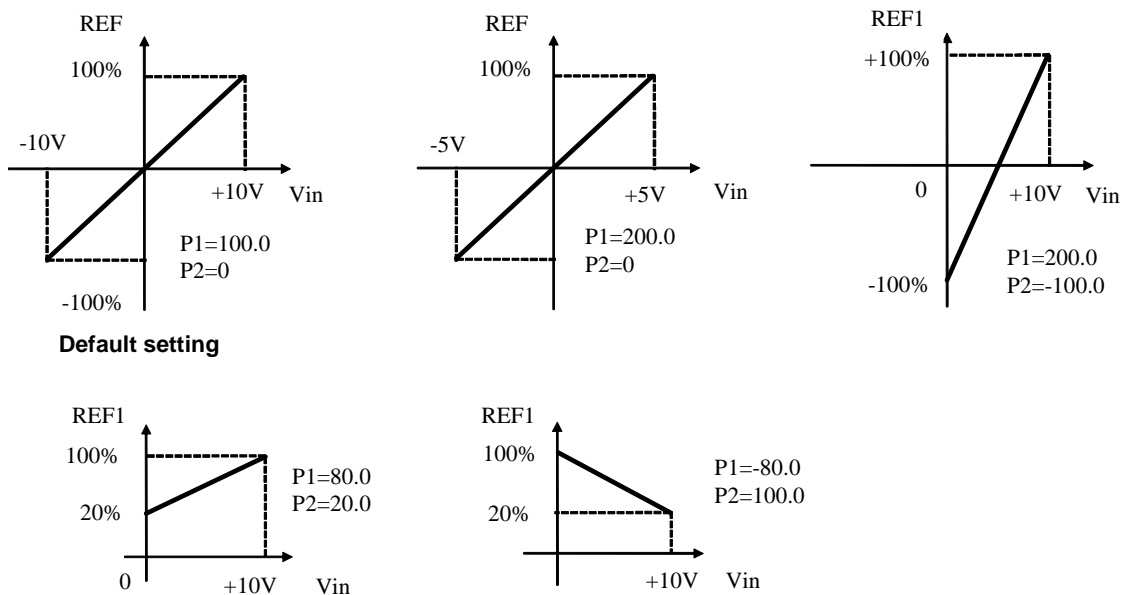 REF
100%
-10V
+10V
Vin
P1=100.0
P2=0
-100%
Default setting
REF
100%
-5V
+5V
Vin
P1=200.0
P2=0
REF1
+100%
0
+10V
Vin
P1=200.0
P2=-100.0
-100%
REF1
100%
P1=80.0
P2=20.0
20%
0
+10V
Vin
REF1
100%
P1=-80.0
P2=100.0
20%
+10V
Vin